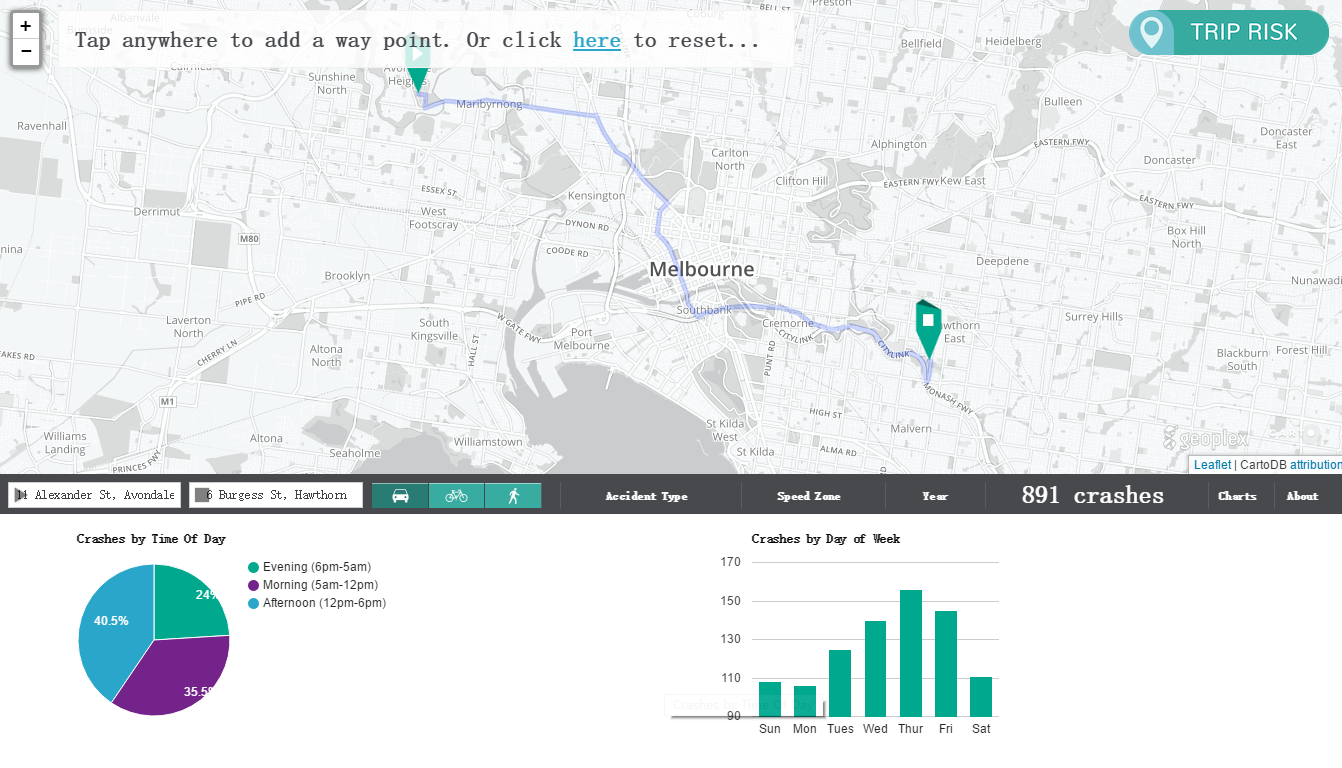 Coburg
BELL ST
Preston
Albanvale
+
−
Tap anywhere to add a way point. Or click here to reset...
TRIP RISK
Bellfield
Heidelberg
Sunshine
North
Heights
Maribyrnong
Bulleen
Ravenhall
Doncaster
East
Alphington
EASTERN FWY
Carlton
North
Doncaster
Clifton Hill
EASTERN FWY
Kew East
ESSEX ST
Kensington
EASTERN FWY
Derrimut
West
Footscray
DYNON RD
Box Hill
North
M80
nina
COODE RD
Deepdene
Melbourne
Brooklyn
Nunawadi
PIPE RD
Southbank
Laverton
North
South
Kingsville
W GATE FWY
Port
Melbourne
Cremorne
CITYLINK
wthorn
East
Surrey Hills
CHERRY LN
Altona
North
HALL ST
PUNT RD
CITYLINK
Blackburn
South
Forest Hill
EAKES RD
MONASH FWY
M1
HIGH ST
St Kilda
West
Malvern
Williams
Landing
Altona
Williamstown
geoplex
PRINCES FWY
Seaholme
St Kilda
ALMA RD
Leaflet | CartoDB attribution
14 Alexander St, Avondale
6 Burgess St, Hawthorn
Accident Type
Speed Zone
Year
891 crashes
Charts
About
Crashes by Time Of Day
Evening (6pm-5am)
Morning (5am-12pm)
Afternoon (12pm-6pm)
24%
40.5%
35.5%
Crashes by Day of Week
170
150
130
110
90
Crashes by Time Of Day
Sun Mon Tues Wed Thur Fri Sat